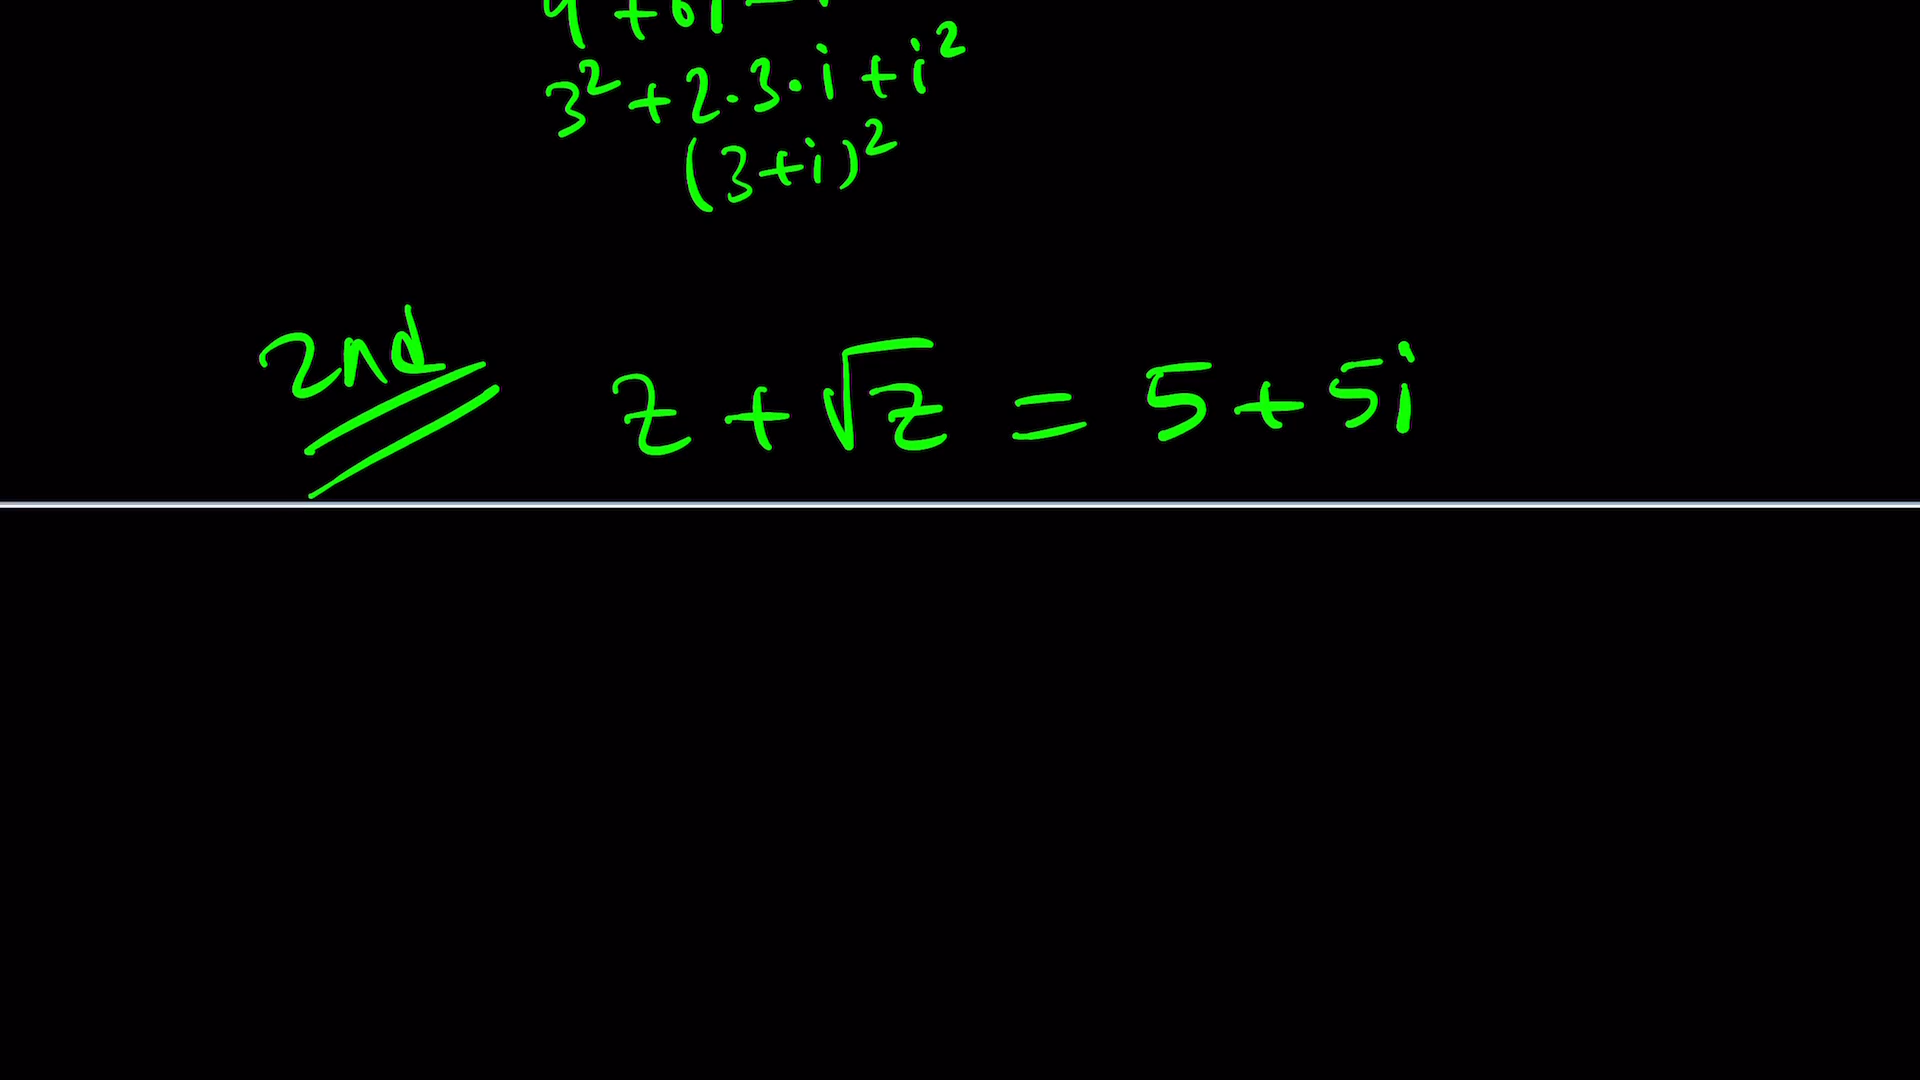 3² + 2·3·i + i²
(3+i)²
2nd z + √z = 5 + 5i